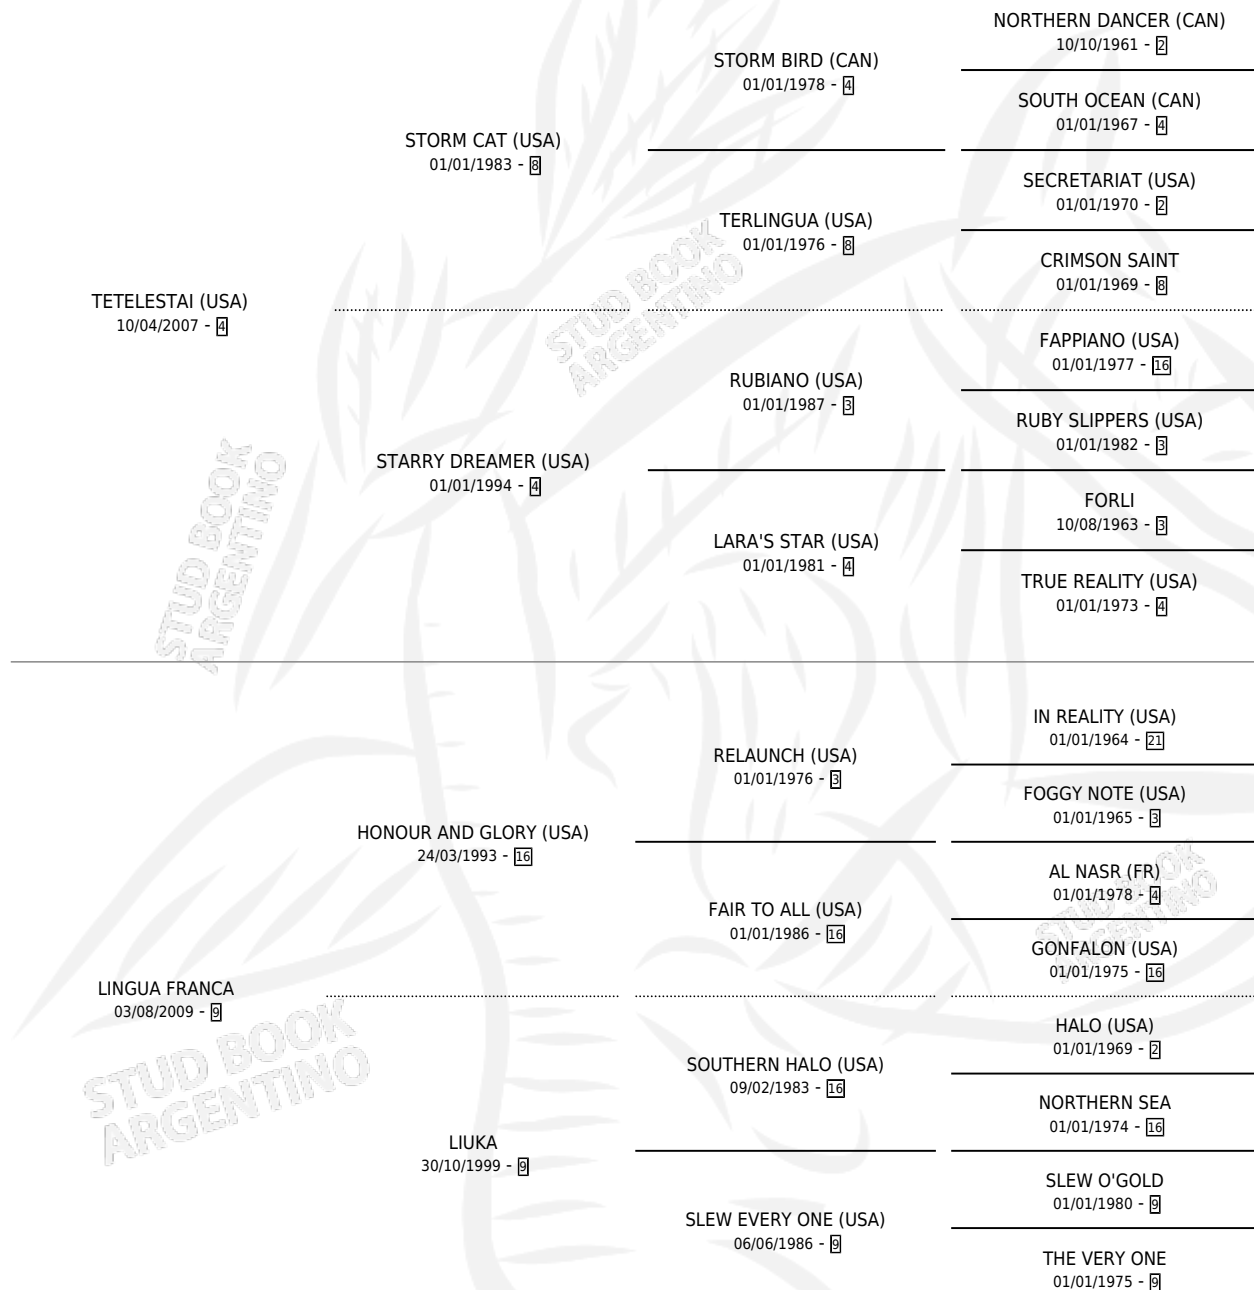 NORTHERN DANCER (CAN)
10/10/1961 - 2
STORM BIRD (CAN)
01/01/1978 - 4
SOUTH OCEAN (CAN)
01/01/1967 - 4
STORM CAT (USA)
01/01/1983 - 8
SECRETARIAT (USA)
01/01/1970 - 2
TERLINGUA (USA)
01/01/1976 - 8
CRIMSON SAINT
01/01/1969 - 8
TETELESTAI (USA)
10/04/2007 - 4
FAPPIANO (USA)
01/01/1977 - 16
RUBIANO (USA)
01/01/1987 - 3
RUBY SLIPPERS (USA)
01/01/1982 - 3
STARRY DREAMER (USA)
01/01/1994 - 4
FORLI
10/08/1963 - 3
LARA'S STAR (USA)
01/01/1981 - 4
TRUE REALITY (USA)
01/01/1973 - 4
IN REALITY (USA)
01/01/1964 - 21
RELAUNCH (USA)
01/01/1976 - 3
FOGGY NOTE (USA)
01/01/1965 - 3
HONOUR AND GLORY (USA)
24/03/1993 - 16
AL NASR (FR)
01/01/1978 - 4
FAIR TO ALL (USA)
01/01/1986 - 16
GONFALON (USA)
01/01/1975 - 16
LINGUA FRANCA
03/08/2009 - 9
HALO (USA)
01/01/1969 - 2
SOUTHERN HALO (USA)
09/02/1983 - 16
NORTHERN SEA
01/01/1974 - 16
LIUKA
30/10/1999 - 9
SLEW O'GOLD
01/01/1980 - 9
SLEW EVERY ONE (USA)
06/06/1986 - 9
THE VERY ONE
01/01/1975 - 9
STUD BOOK
ARGENTINO
STUD BOOK
ARGENTINO
STUD BOOK
ARGENTINO
STUD BOOK
ARGENTINO